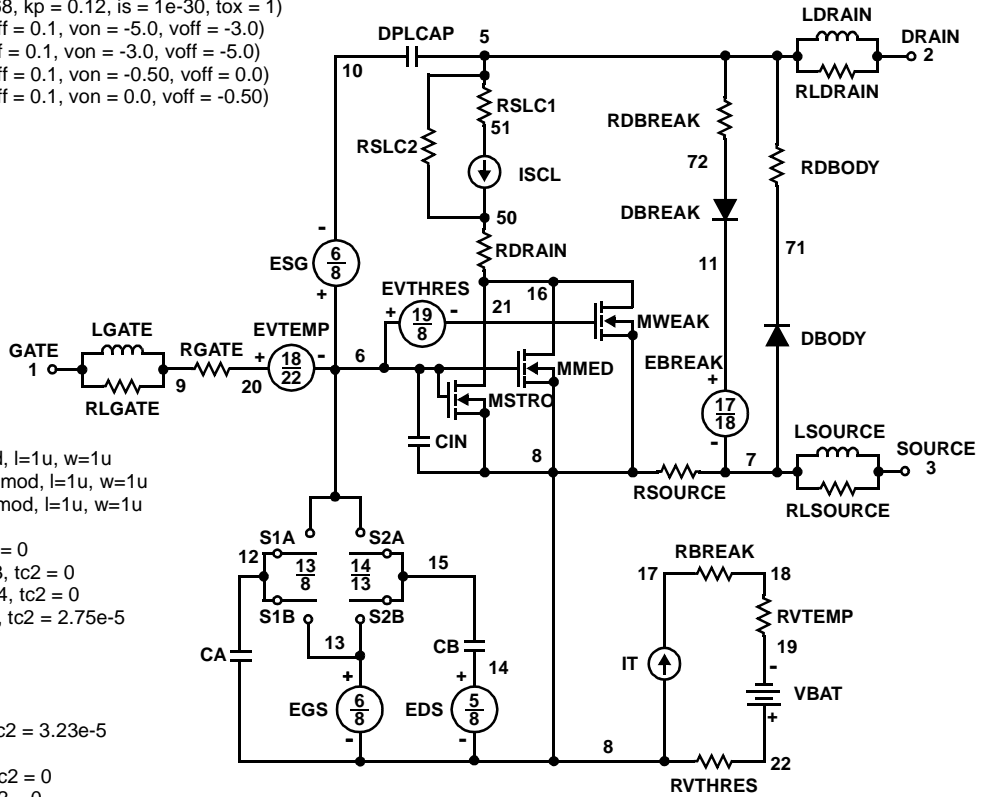 68, kp = 0.12, is = 1e-30, tox = 1)
off = 0.1, von = -5.0, voff = -3.0)
f = 0.1, von = -3.0, voff = -5.0)
ff = 0.1, von = -0.50, voff = 0.0)
ff = 0.1, von = 0.0, voff = -0.50)
LDRAIN
DPLCAP
5
DRAIN
2
10
RLDRAIN
RSLC1
51
RDBREAK
RSLC2
72
RDBODY
ISCL
DBREAK
50
RDRAIN
71
11
ESG
6
8
EVTHRES
16
19
8
21
MWEAK
LGATE
EVTEMP
DBODY
GATE
1
RGATE
18
22
6
EBREAK
MMED
9
20
MSTRO
17
18
RLGATE
CIN
LSOURCE
SOURCE
8
7
3
d, l=1u, w=1u
mod, l=1u, w=1u
mod, l=1u, w=1u
RSOURCE
RLSOURCE
S1A
S2A
= 0
12
13
8
14
13
15
RBREAK
3, tc2 = 0
17
18
4, tc2 = 0
S1B
S2B
RVTEMP
, tc2 = 2.75e-5
13
CB
19
CA
14
IT
VBAT
EGS
6
8
EDS
5
8
c2 = 3.23e-5
8
22
c2 = 0
RVTHRES